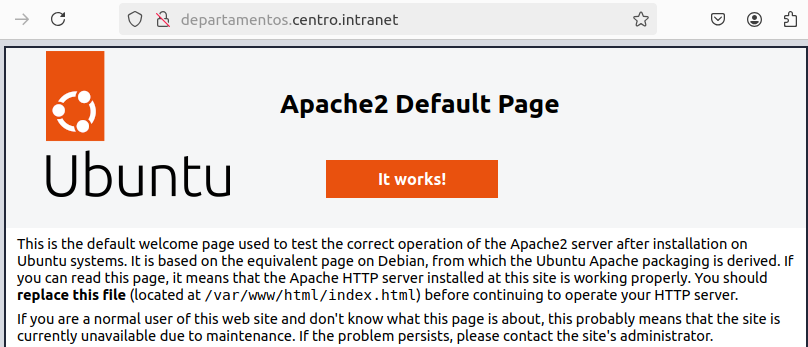 departamentos.centro.intranet
Apache2 Default Page
Ubuntu
It works!
This is the default welcome page used to test the correct operation of the Apache2 server after installation on
Ubuntu systems. It is based on the equivalent page on Debian, from which the Ubuntu Apache packaging is derived. If
you can read this page, it means that the Apache HTTP server installed at this site is working properly. You should
replace this file (located at /var/www/html/index.html) before continuing to operate your HTTP server.
If you are a normal user of this web site and don't know what this page is about, this probably means that the site is
currently unavailable due to maintenance. If the problem persists, please contact the site's administrator.